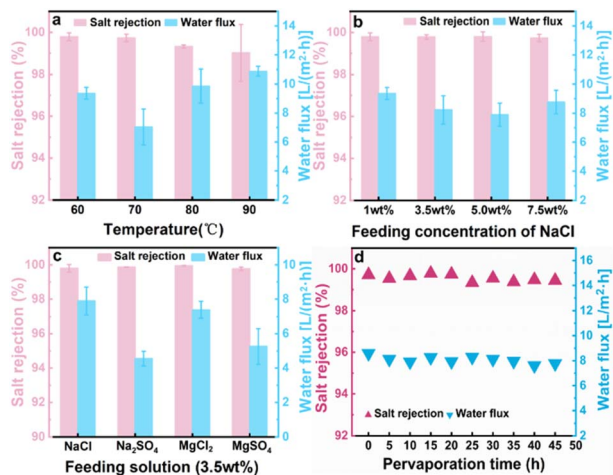 a
Salt rejection
Water flux
Salt rejection (%)
100
98
96
94
92
60
70
80
90
Temperature(℃)
14
12
10
8
6
4
2
Water flux [L/(m²·h)]
b
Salt rejection
Water flux
Salt rejection (%)
100
98
96
94
92
1wt%
3.5wt%
5.0wt%
7.5wt%
Feeding concentration of NaCl
14
12
10
8
6
4
2
Water flux [L/(m²·h)]
c
Salt rejection
Water flux
Salt rejection (%)
100
98
96
94
92
90
NaCl
Na₂SO₄
MgCl₂
MgSO₄
Feeding solution (3.5wt%)
10
8
6
4
2
0
Water flux [L/(m²·h)]
d
Salt rejection (%)
100
98
96
94
92
Salt rejection
Water flux
0
5
10
15
20
25
30
35
40
45
50
Pervaporation time (h)
16
14
12
10
8
6
4
2
Water flux [L/(m²·h)]